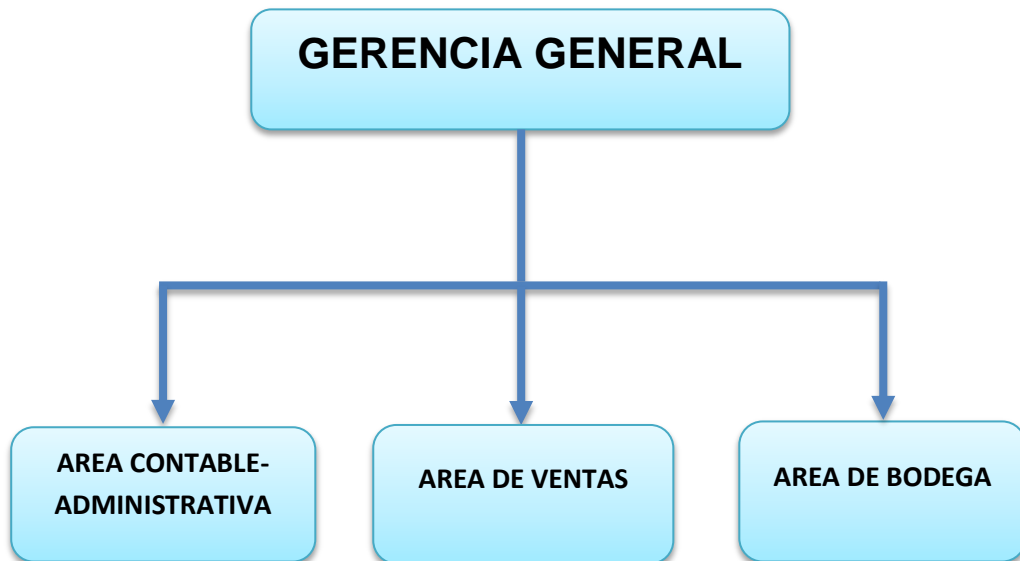 GERENCIA GENERAL
AREA CONTABLE-
ADMINISTRATIVA
AREA DE VENTAS
AREA DE BODEGA